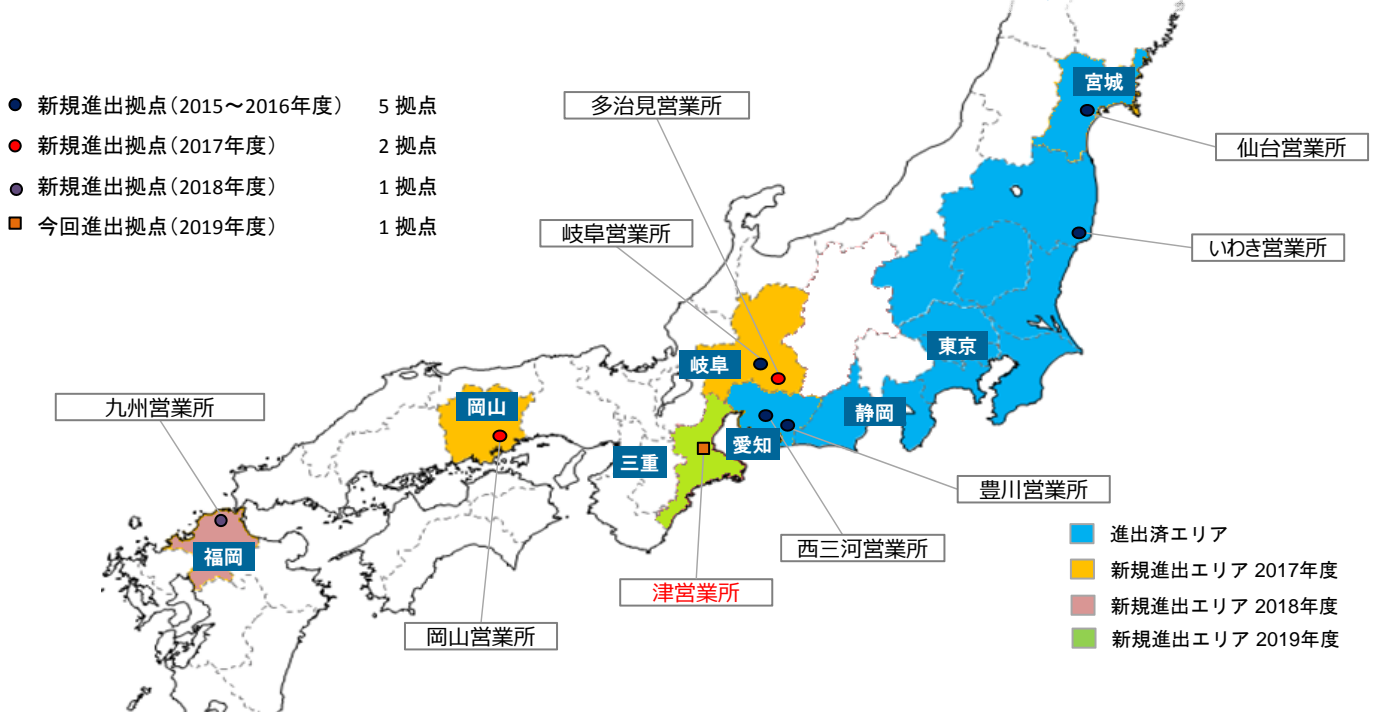 新規進出拠点（2015～2016年度） 5 拠点
新規進出拠点（2017年度） 2 拠点
新規進出拠点（2018年度） 1 拠点
今回進出拠点（2019年度） 1 拠点
多治見営業所
宮城
仙台営業所
岐阜営業所
いわき営業所
東京
岐阜
九州営業所
岡山
静岡
愛知
三重
豊川営業所
西三河営業所
福岡
津営業所
岡山営業所
進出済エリア
新規進出エリア 2017年度
新規進出エリア 2018年度
新規進出エリア 2019年度